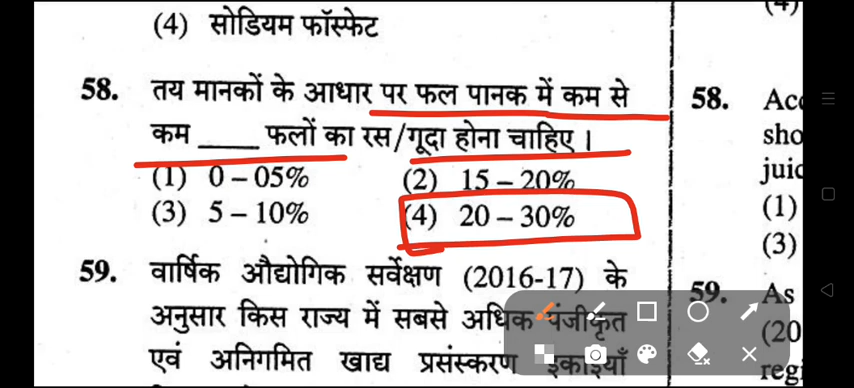 (4) सोडियम फॉस्फेट
(4)
58. तय मानकों के आधार पर फल पानक में कम से
कम ____ फलों का रस/गूदा होना चाहिए।
(1) 0 – 05%
(2) 15 – 20%
(3) 5 – 10%
(4) 20 – 30%
59. वार्षिक औद्योगिक सर्वेक्षण (2016-17) के
अनुसार किस राज्य में सबसे अधिक पंजीकृत
एवं अनिगमित खाद्य प्रसंस्करण इकाइयाँ
58. Acc
sho
juic
(1)
(3)
59. As
(20
regi